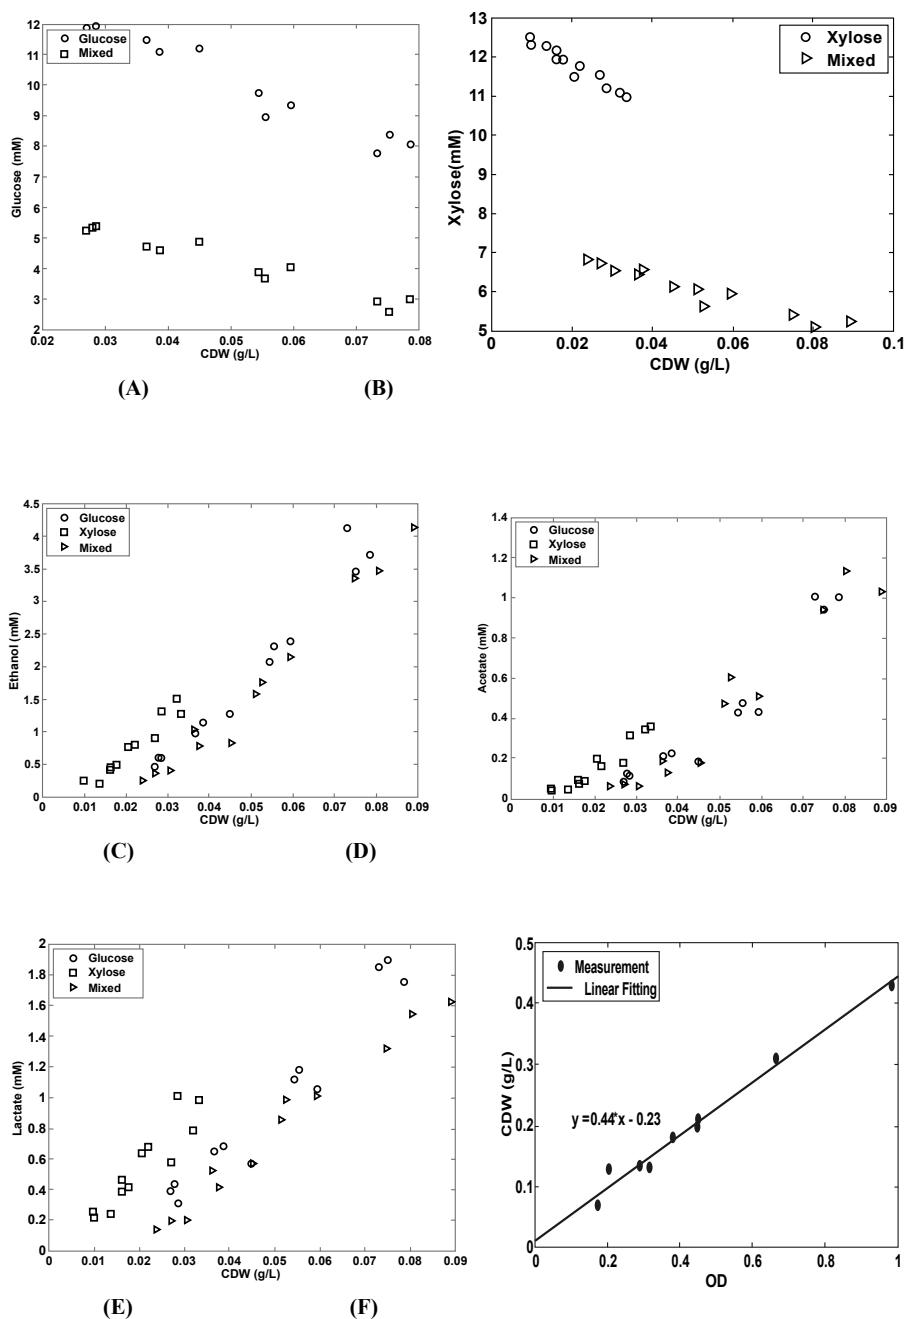 12
11
10
9
8
7
6
5
4
3
2
Glucose (mM)
Glucose
Mixed
0.02 0.03 0.04 0.05 0.06 0.07 0.08
CDW (g/L)
13
12
11
10
9
8
7
6
5
Xylose(mM)
Xylose
Mixed
0 0.02 0.04 0.06 0.08 0.1
CDW (g/L)
(A) (B)
4.5
4
3.5
3
2.5
2
1.5
1
0.5
0
Ethanol (mM)
Glucose
Xylose
Mixed
0 0.01 0.02 0.03 0.04 0.05 0.06 0.07 0.08 0.09
CDW (g/L)
1.4
1.2
1
0.8
0.6
0.4
0.2
0
Acetate (mM)
Glucose
Xylose
Mixed
0 0.01 0.02 0.03 0.04 0.05 0.06 0.07 0.08 0.09
CDW (g/L)
(C) (D)
2
1.8
1.6
1.4
1.2
1
0.8
0.6
0.4
0.2
0
Lactate (mM)
Glucose
Xylose
Mixed
0 0.01 0.02 0.03 0.04 0.05 0.06 0.07 0.08 0.09
CDW (g/L)
0.5
0.4
0.3
0.2
0.1
0
CDW (g/L)
Measurement
Linear Fitting
y =0.44*x - 0.23
0 0.2 0.4 0.6 0.8 1
OD
(E) (F)